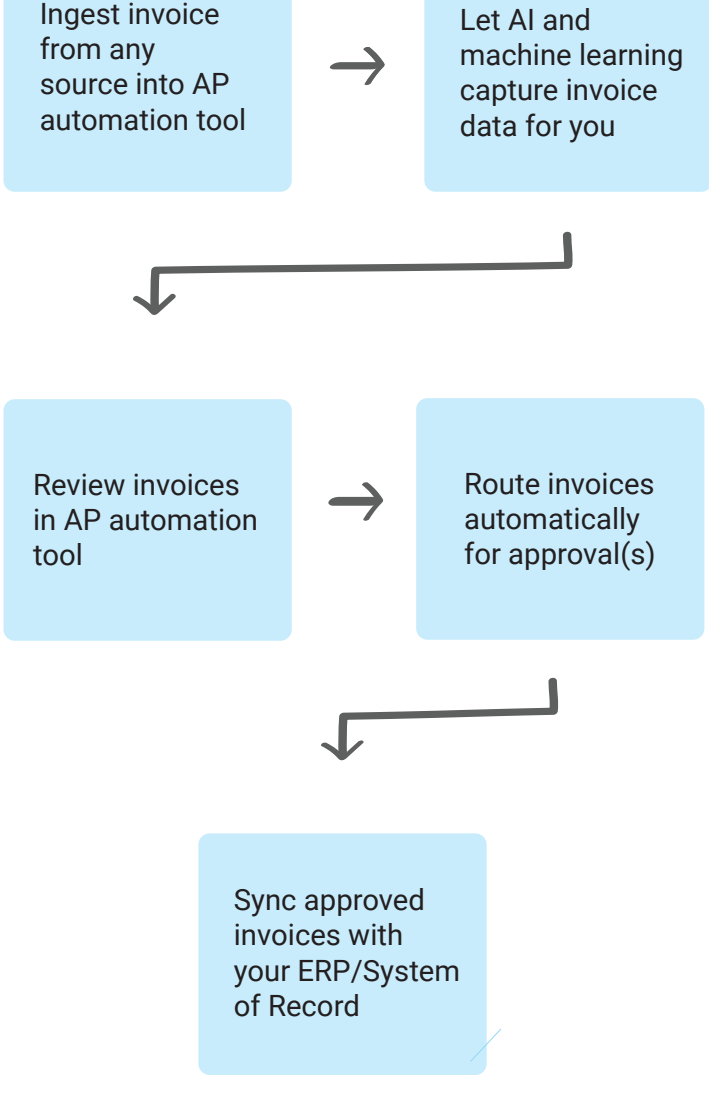 Ingest invoice
from any
source into AP
automation tool
Let AI and
machine learning
capture invoice
data for you
Review invoices
in AP automation
tool
Route invoices
automatically
for approval(s)
Sync approved
invoices with
your ERP/System
of Record